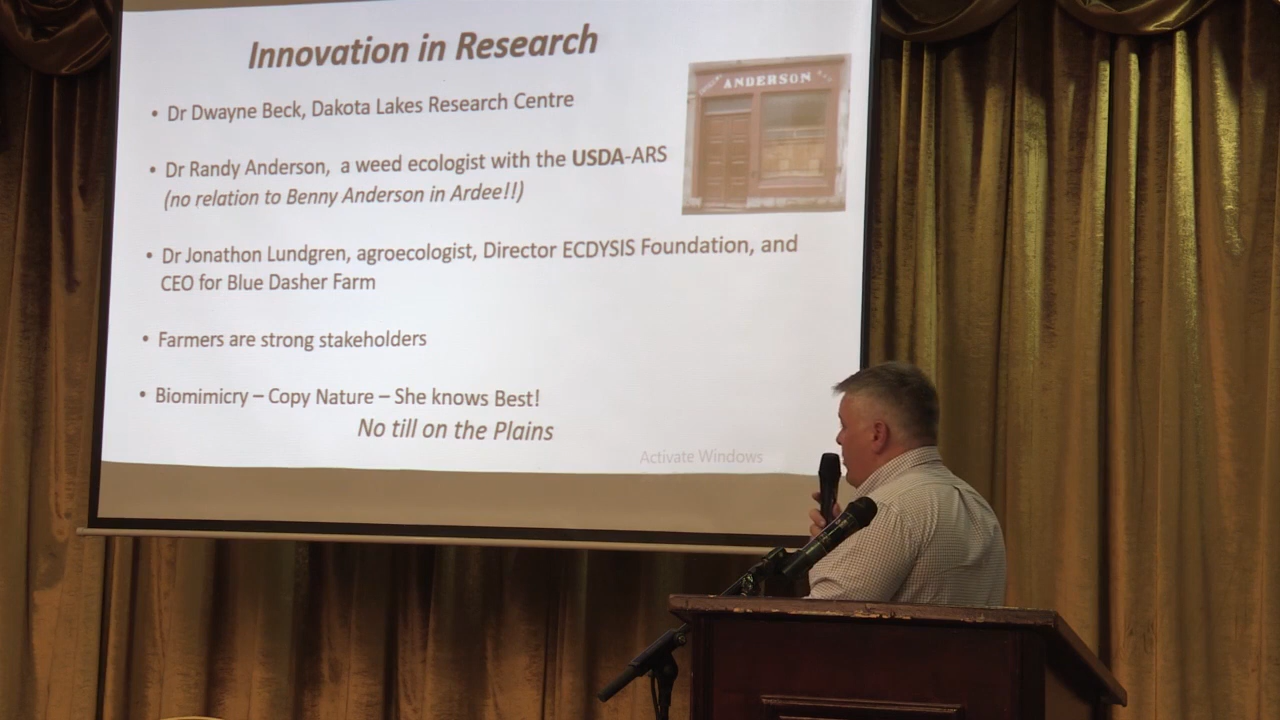 Innovation in Research
• Dr Dwayne Beck, Dakota Lakes Research Centre
• Dr Randy Anderson, a weed ecologist with the USDA-ARS
(no relation to Benny Anderson in Ardee!!)
• Dr Jonathon Lundgren, agroecologist, Director ECDYSIS Foundation, and
CEO for Blue Dasher Farm
• Farmers are strong stakeholders
• Biomimicry – Copy Nature – She knows Best!
No till on the Plains
ANDERSON
Activate Windows